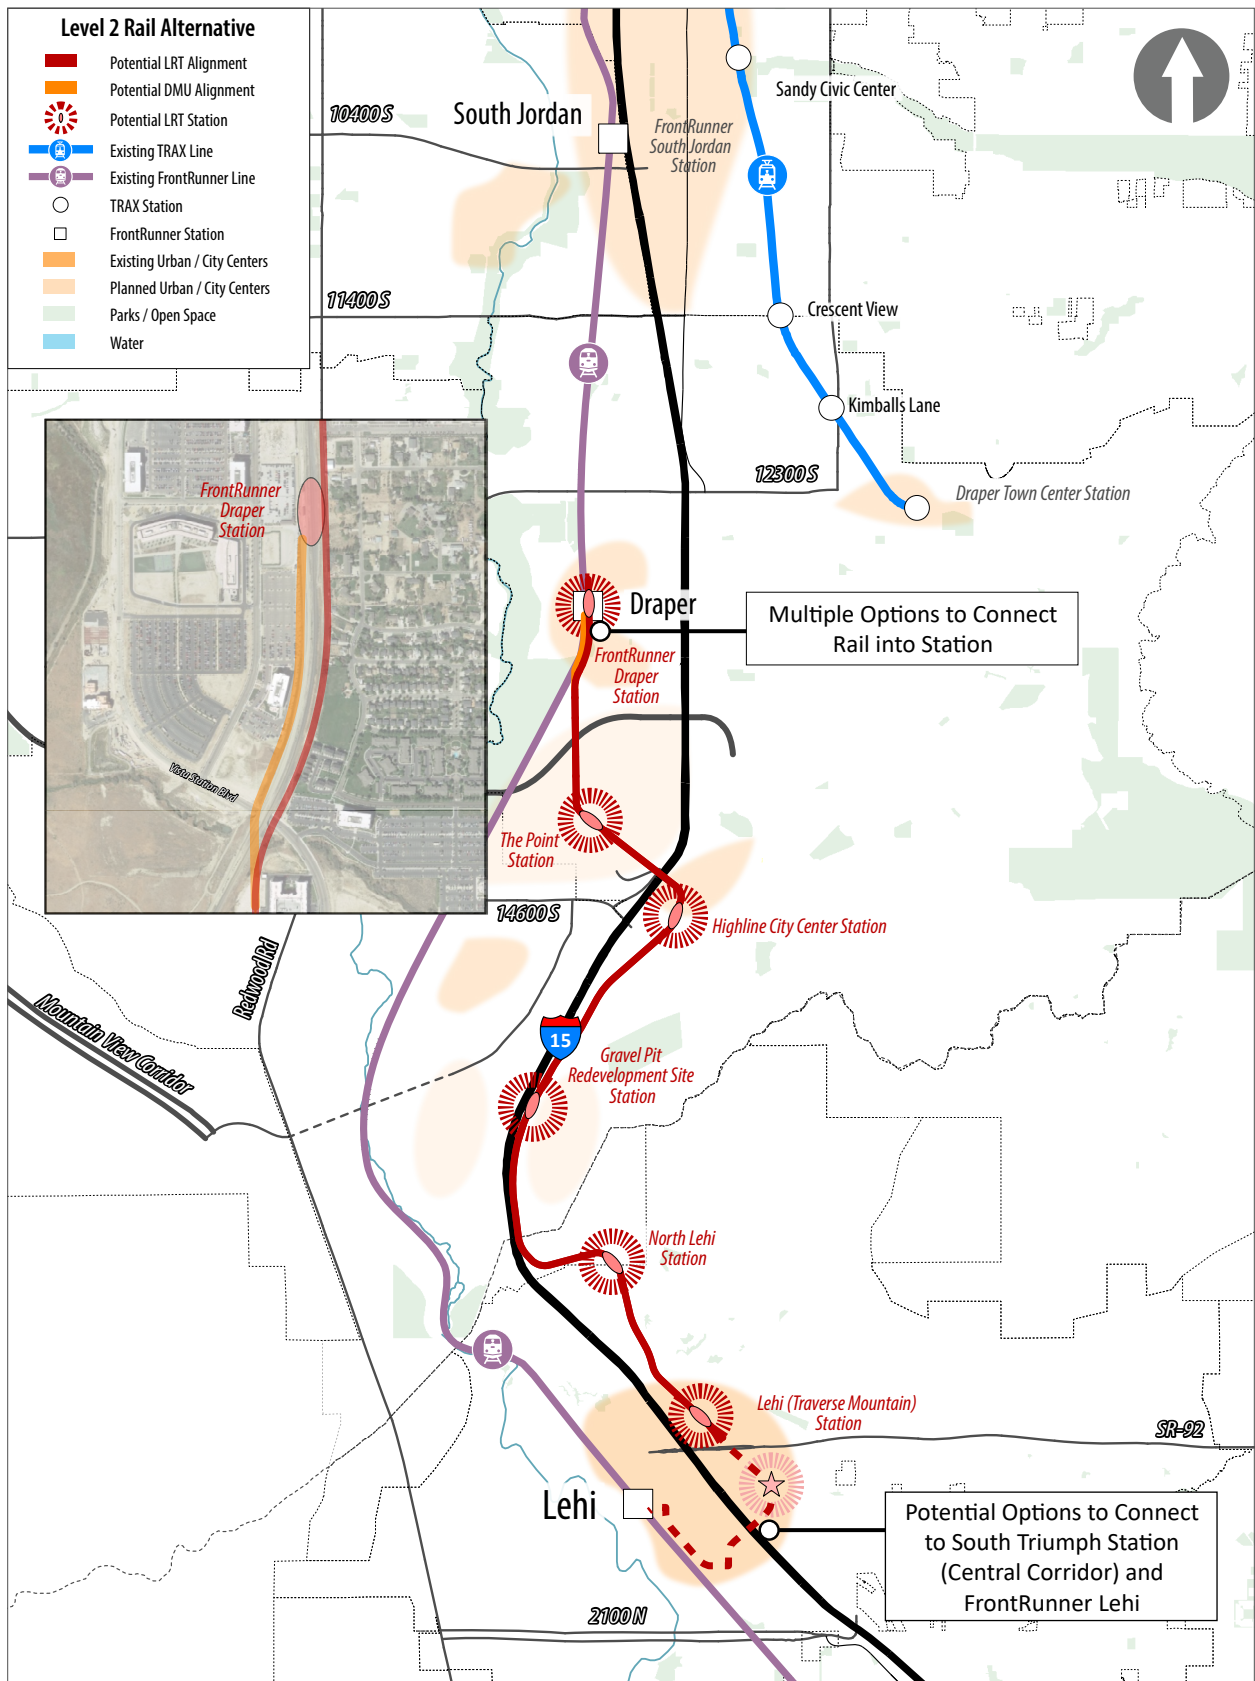 Level 2 Rail Alternative
Potential LRT Alignment
Potential DMU Alignment
Potential LRT Station
Existing TRAX Line
Existing FrontRunner Line
TRAX Station
FrontRunner Station
Existing Urban / City Centers
Planned Urban / City Centers
Parks / Open Space
Water
Sandy Civic Center
10400 S
South Jordan
FrontRunner
South Jordan
Station
11400 S
Crescent View
Kimballs Lane
12300 S
Draper Town Center Station
FrontRunner
Draper
Station
Vista Station Blvd
Draper
Multiple Options to Connect
Rail into Station
FrontRunner
Draper
Station
The Point
Station
14600 S
Highline City Center Station
Redwood Rd
Mountain View Corridor
15
Gravel Pit
Redevelopment Site
Station
North Lehi
Station
Lehi (Traverse Mountain)
Station
SR-92
Lehi
Potential Options to Connect
to South Triumph Station
(Central Corridor) and
FrontRunner Lehi
2100 N